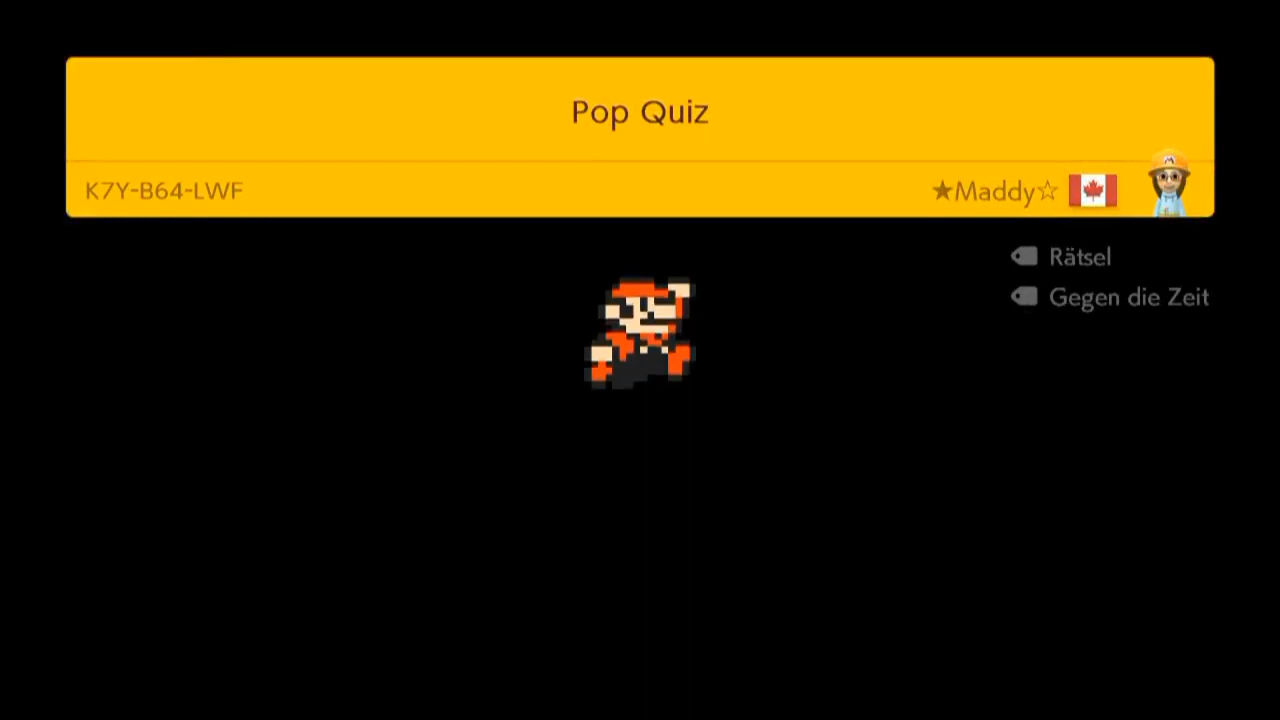 Pop Quiz
K7Y-B64-LWF
★Maddy☆
Rätsel
Gegen die Zeit